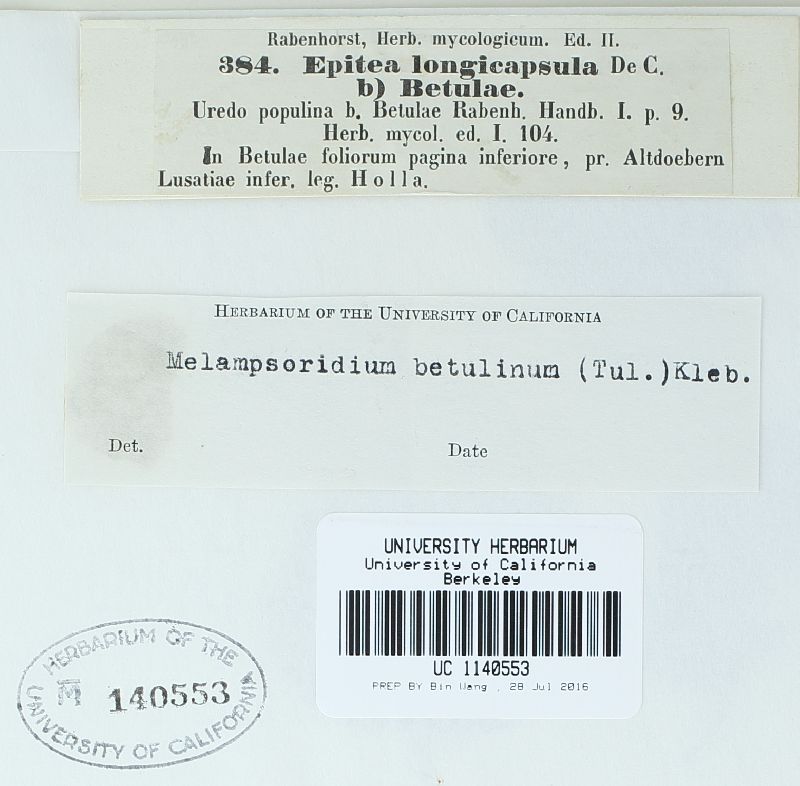 Rabenhorst, Herb. mycologicum. Ed. II.
384. Epitea longicapsula De C.
b) Betulae.
Uredo populina b. Betulae Rabenh. Handb. I. p. 9.
Herb. mycol. ed. I. 104.
In Betulae foliorum pagina inferiore, pr. Altdoebern
Lusatiae infer. leg. Holla.
HERBARIUM OF THE UNIVERSITY OF CALIFORNIA
Melampsoridium betulinum (Tul.)Kleb.
Det. Date
UNIVERSITY HERBARIUM
University of California
Berkeley
UC 1140553
PREP BY Bin Wang , 28 Jul 2016
HERBARIUM OF THE
M 140553
UNIVERSITY OF CALIFORNIA